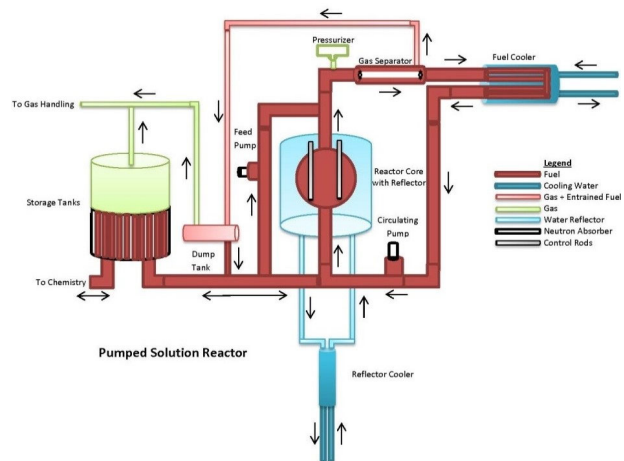 Pressurizer
Gas Separator
Fuel Cooler
To Gas Handling
Feed
Pump
Reactor Core
with Reflector
Legend
Fuel
Cooling Water
Gas + Entrained Fuel
Gas
Water Reflector
Neutron Absorber
Control Rods
Storage Tanks
Circulating
Pump
Dump
Tank
To Chemistry
Pumped Solution Reactor
Reflector Cooler